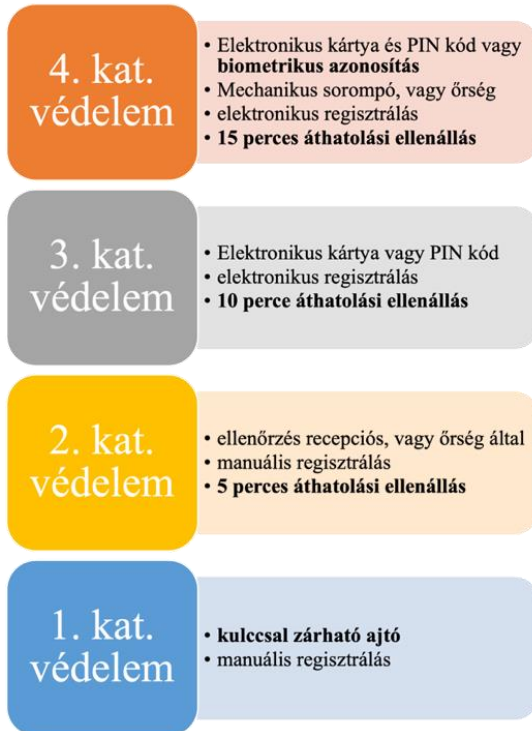 4. kat.
védelem
• Elektronikus kártya és PIN kód vagy
biometrikus azonosítás
• Mechanikus sorompó, vagy őrség
• elektronikus regisztrálás
• 15 perces áthatolási ellenállás
3. kat.
védelem
• Elektronikus kártya vagy PIN kód
• elektronikus regisztrálás
• 10 perce áthatolási ellenállás
2. kat.
védelem
• ellenőrzés recepciós, vagy őrség által
• manuális regisztrálás
• 5 perces áthatolási ellenállás
1. kat.
védelem
• kulccsal zárható ajtó
• manuális regisztrálás